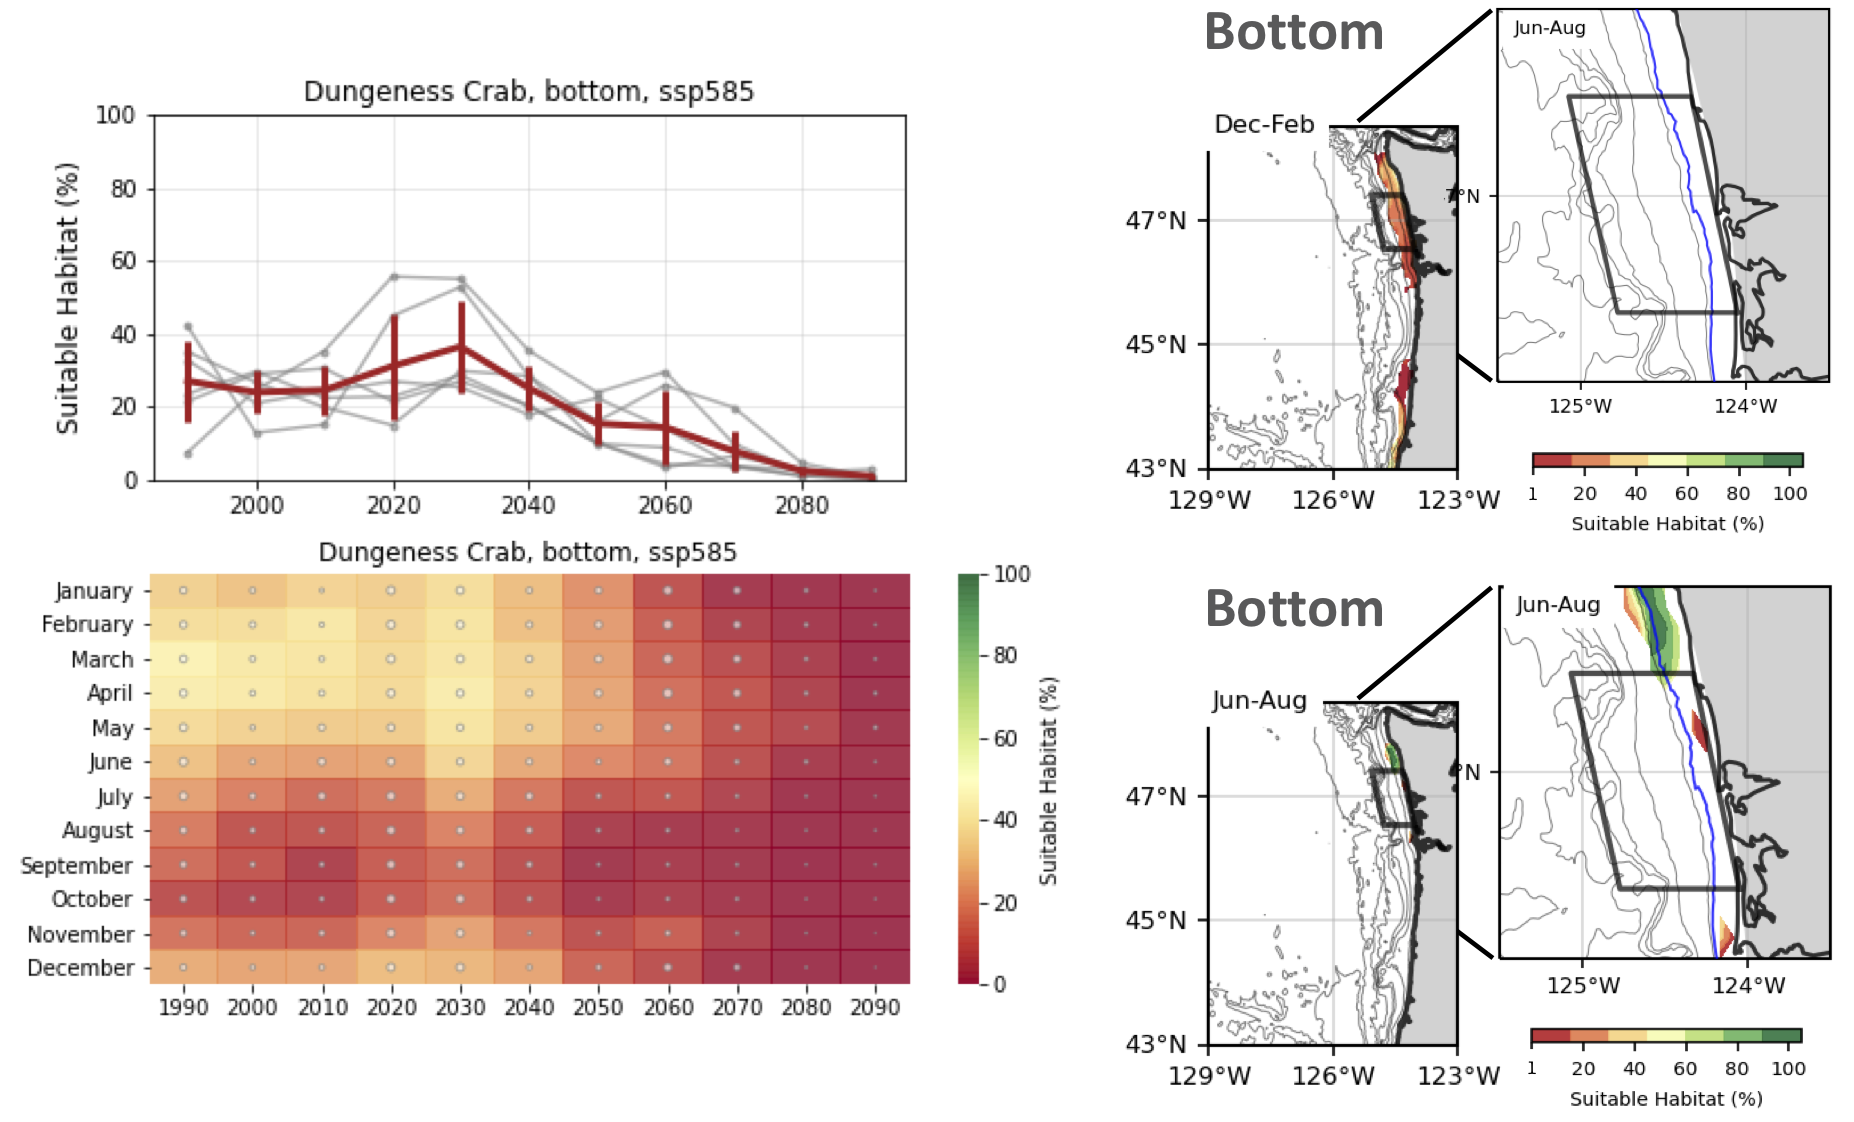 Dungeness Crab, bottom, ssp585
Suitable Habitat (%)
100
80
60
40
20
0
2000 2020 2040 2060 2080
Dungeness Crab, bottom, ssp585
January
February
March
April
May
June
July
August
September
October
November
December
1990 2000 2010 2020 2030 2040 2050 2060 2070 2080 2090
100
80
60
40
20
0
Suitable Habitat (%)
Bottom
Dec-Feb
47°N
45°N
43°N
129°W 126°W 123°W
Jun-Aug
7°N
125°W 124°W
1 20 40 60 80 100
Suitable Habitat (%)
Bottom
Jun-Aug
47°N
45°N
43°N
129°W 126°W 123°W
Jun-Aug
°N
125°W 124°W
1 20 40 60 80 100
Suitable Habitat (%)